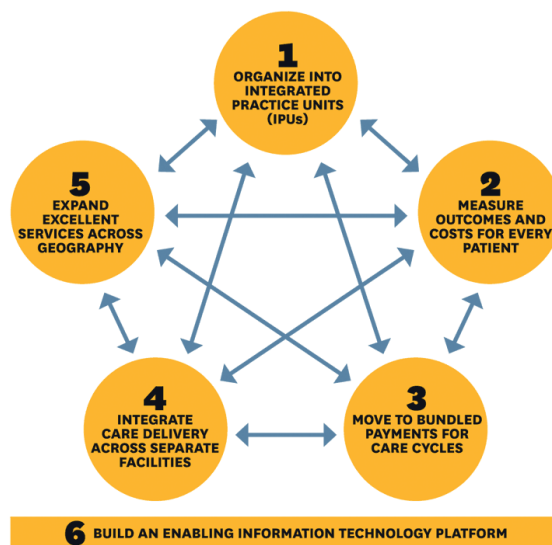 1
ORGANIZE INTO
INTEGRATED
PRACTICE UNITS
(IPUs)
2
MEASURE
OUTCOMES AND
COSTS FOR EVERY
PATIENT
3
MOVE TO BUNDLED
PAYMENTS FOR
CARE CYCLES
4
INTEGRATE
CARE DELIVERY
ACROSS SEPARATE
FACILITIES
5
EXPAND
EXCELLENT
SERVICES ACROSS
GEOGRAPHY
6 BUILD AN ENABLING INFORMATION TECHNOLOGY PLATFORM